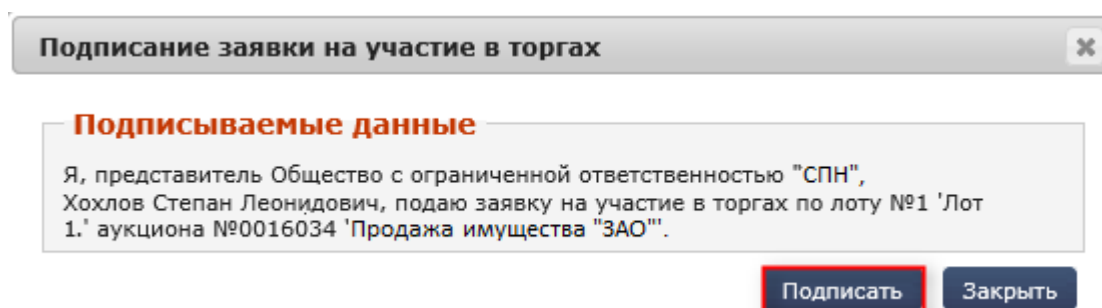 Подписание заявки на участие в торгах
Подписываемые данные
Я, представитель Общество с ограниченной ответственностью "СПН",
Хохлов Степан Леонидович, подаю заявку на участие в торгах по лоту №1 'Лот
1.' аукциона №0016034 'Продажа имущества "ЗАО"'.
Подписать Закрыть